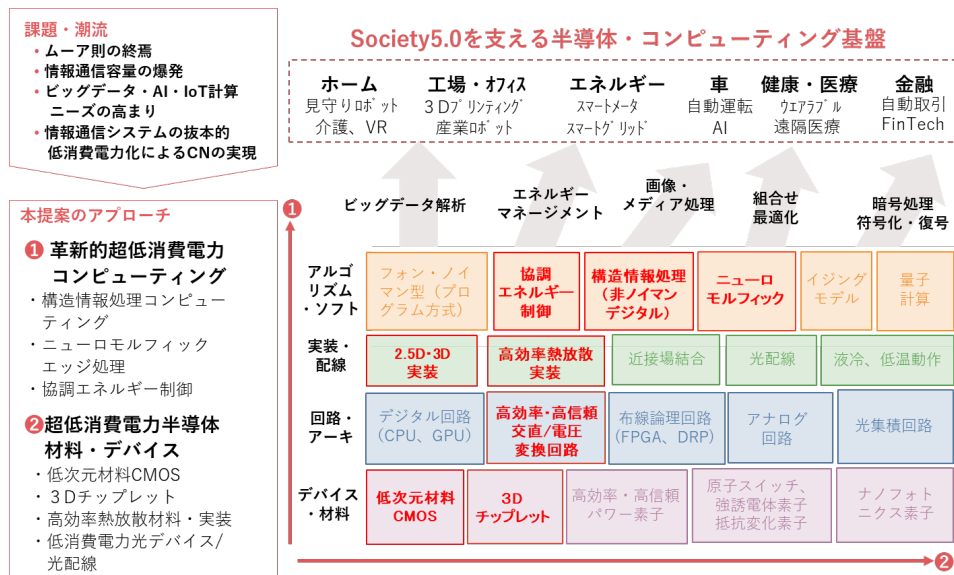 課題・潮流
• ムーア則の終焉
• 情報通信容量の爆発
• ビッグデータ・AI・IoT計算
ニーズの高まり
• 情報通信システムの抜本的
低消費電力化によるCNの実現
本提案のアプローチ
❶ 革新的超低消費電力
コンピューティング
・構造情報処理コンピュー
ティング
・ニューロモルフィック
エッジ処理
・協調エネルギー制御
❷超低消費電力半導体
材料・デバイス
・低次元材料CMOS
・３Dチップレット
・高効率熱放散材料・実装
・低消費電力光デバイス/
光配線
Society5.0を支える半導体・コンピューティング基盤
ホーム
見守りﾛﾎﾞｯﾄ
介護、VR
工場・オフィス
３Dﾌﾟﾘﾝﾃｨﾝｸﾞ
産業ﾛﾎﾞｯﾄ
エネルギー
ｽﾏｰﾄﾒｰﾀ
ｽﾏｰﾄｸﾞﾘｯﾄﾞ
車
自動運転
AI
健康・医療
ｳｴｱﾗﾌﾞﾙ
遠隔医療
金融
自動取引
FinTech
❶
ビッグデータ解析
エネルギー
マネージメント
画像・
メディア処理
組合せ
最適化
暗号処理
符号化・復号
アルゴ
リズム
・ソフト
フォン・ノイ
マン型（プロ
グラム方式）
協調
エネルギー
制御
構造情報処理
（非ノイマン
デジタル）
ニューロ
モルフィック
イジング
モデル
量子
計算
実装・
配線
2.5D・3D
実装
高効率熱放散
実装
近接場結合
光配線
液冷、低温動作
回路・
アーキ
デジタル回路
（CPU、GPU）
高効率・高信頼
交直/電圧
変換回路
布線論理回路
（FPGA、DRP）
アナログ
回路
光集積回路
デバイス
・材料
低次元材料
CMOS
3D
チップレット
高効率・高信頼
パワー素子
原子スイッチ、
強誘電体素子
抵抗変化素子
ナノフォト
ニクス素子
❷